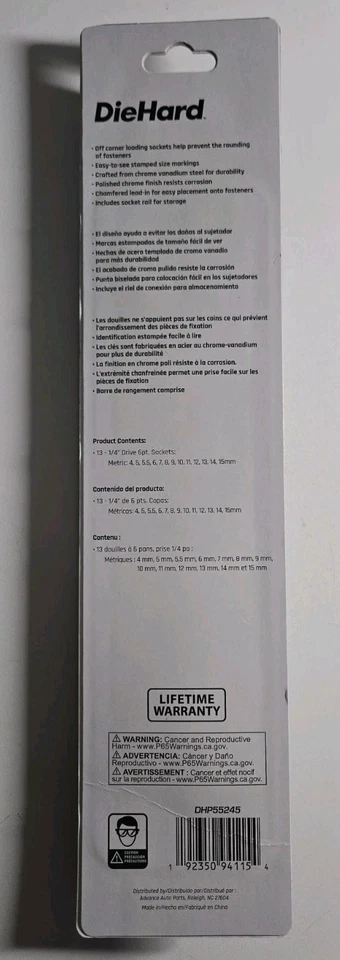 DieHard
• Off corner loading sockets help prevent the rounding
of fasteners
• Easy-to-see stamped size markings
• Crafted from chrome vanadium steel for durability
• Polished chrome finish resists corrosion
• Chamfered lead-in for easy placement onto fasteners
• Includes socket rail for storage
• El diseño ayuda a evitar los daños al sujetador
• Marcas estampadas de tamaño fácil de ver
• Hechas de acero templado de cromo vanadio
para más durabilidad
• El acabado de cromo pulido resiste la corrosión
• Punta biselada para colocación fácil en los sujetadores
• Incluye el riel de conexión para almacenamiento
• Les douilles ne s'appuient pas sur les coins ce qui prévient
l'arrondissement des pièces de fixation
• Identification estampée facile à lire
• Les clés sont fabriquées en acier au chrome-vanadium
pour plus de durabilité
• La finition en chrome poli résiste à la corrosion.
• L'extrémité chanfreinée permet une prise facile sur les
pièces de fixation
• Barre de rangement comprise
Product Contents:
• 13 - 1/4" Drive 6pt. Sockets:
Metric: 4, 5, 5.5, 6, 7, 8, 9, 10, 11, 12, 13, 14, 15mm
Contenido del producto:
• 13 - 1/4" de 6 pts. Copas:
Métricas: 4, 5, 5.5, 6, 7, 8, 9, 10, 11, 12, 13, 14, 15mm
Contenu :
• 13 douilles à 6 pans, prise 1/4 po :
Métriques : 4 mm, 5 mm, 5.5 mm, 6 mm, 7 mm, 8 mm, 9 mm,
10 mm, 11 mm, 12 mm, 13 mm, 14 mm et 15 mm
LIFETIME
WARRANTY
WARNING: Cancer and Reproductive
Harm - www.P65Warnings.ca.gov.
ADVERTENCIA: Cáncer y Daño
Reproductivo - www.P65Warnings.ca.gov.
AVERTISSEMENT : Cancer et effet nocif
sur la reproduction - www.P65Warnings.ca.gov.
DHP55245
CAUTION
PRECAUCIÓN
PRÉCAUTION
1 92350 94115 4
Distributed by/Distribuido por/Distribué par :
Advance Auto Parts, Raleigh, NC 27604
Made in/Hecho en/Fabriqué en China